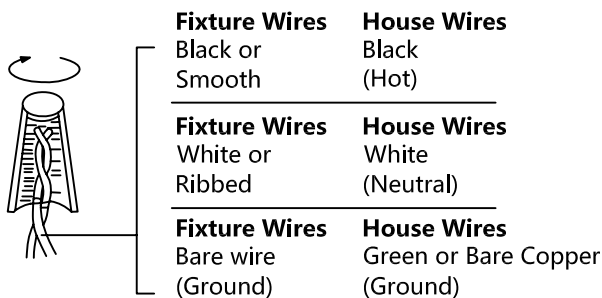 Fixture Wires House Wires
Black or Black
Smooth (Hot)
Fixture Wires House Wires
White or White
Ribbed (Neutral)
Fixture Wires House Wires
Bare wire Green or Bare Copper
(Ground) (Ground)